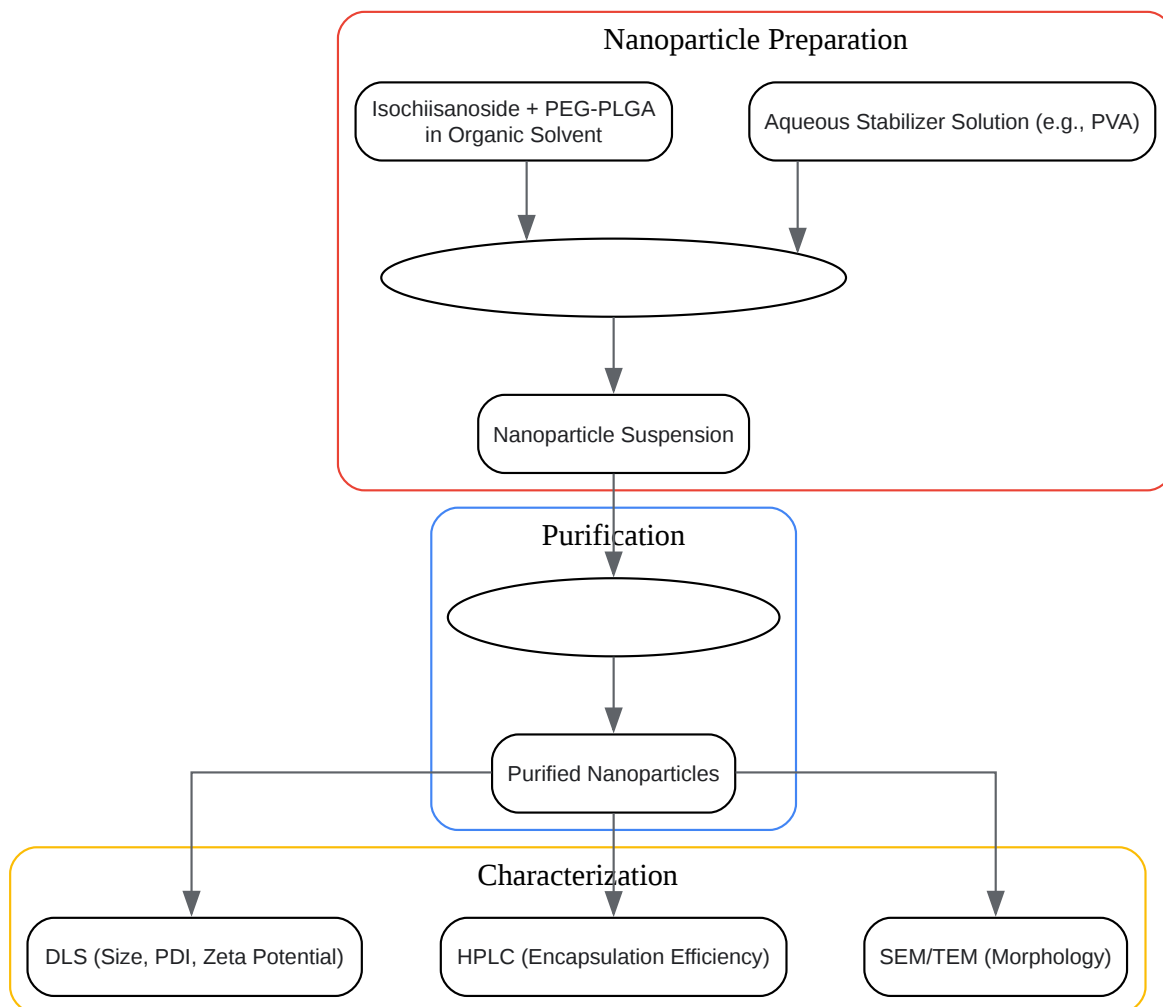 Nanoparticle Preparation
Isochiisanoside + PEG-PLGA
in Organic Solvent
Aqueous Stabilizer Solution (e.g., PVA)
Nanoparticle Suspension
Purification
Purified Nanoparticles
Characterization
DLS (Size, PDI, Zeta Potential)
HPLC (Encapsulation Efficiency)
SEM/TEM (Morphology)